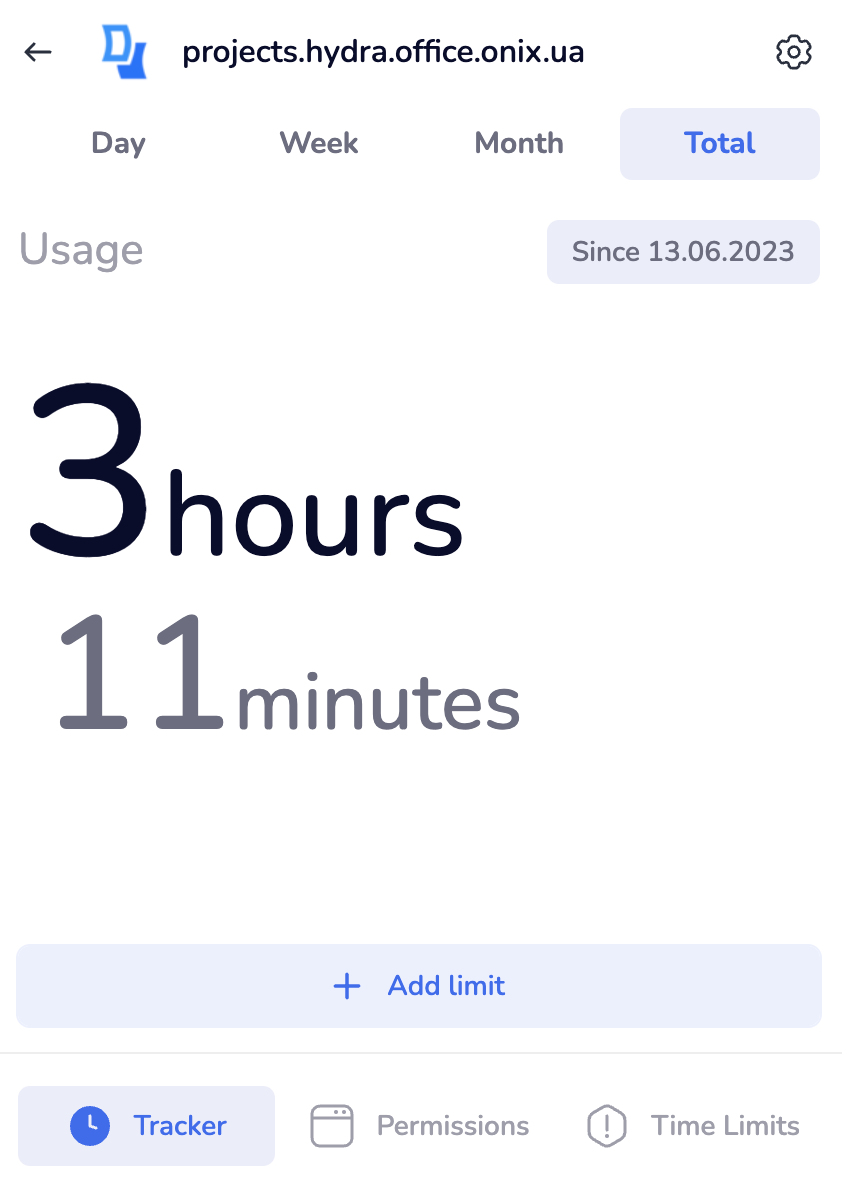 projects.hydra.office.onix.ua
Day Week Month Total
Usage Since 13.06.2023
3 hours
11 minutes
+ Add limit
Tracker Permissions Time Limits